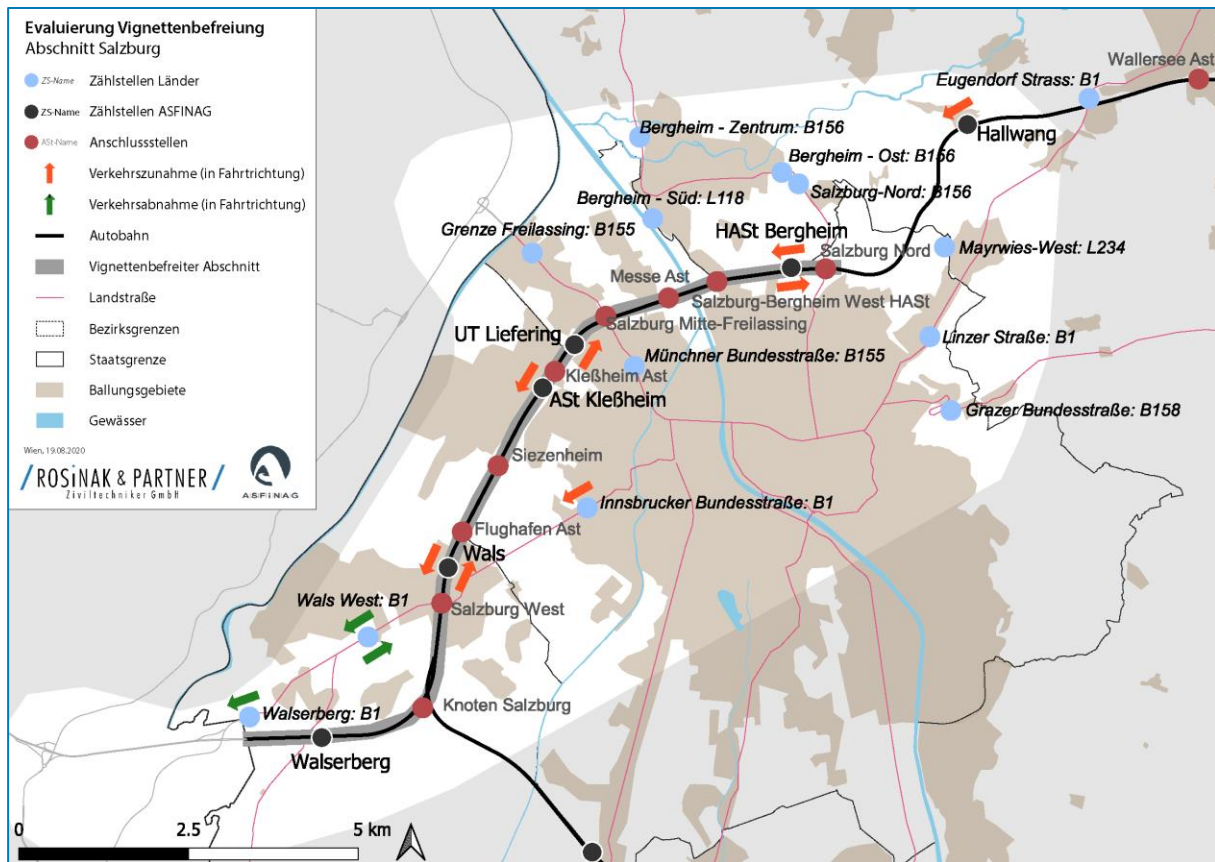 Evaluierung Vignettenbefreiung
Abschnitt Salzburg
ZS-Name Zählstellen Länder
ZS-Name Zählstellen ASFINAG
ASt-Name Anschlussstellen
Verkehrszunahme (in Fahrtrichtung)
Verkehrsabnahme (in Fahrtrichtung)
Autobahn
Vignettenbefreiter Abschnitt
Landstraße
Bezirksgrenzen
Staatsgrenze
Ballungsgebiete
Gewässer
Wien, 19.08.2020
ROSiNAK & PARTNER
Ziviltechniker GmbH
ASFiNAG
Wallersee Ast
Eugendorf Strass: B1
Hallwang
Bergheim - Zentrum: B156
Bergheim - Ost: B156
Salzburg-Nord: B156
Bergheim - Süd: L118
HASt Bergheim
Grenze Freilassing: B155
Salzburg Nord
Mayrwies-West: L234
Messe Ast
Salzburg-Bergheim West HASt
Salzburg Mitte-Freilassing
UT Liefering
Linzer Straße: B1
Münchner Bundesstraße: B155
Kleßheim Ast
ASt Kleßheim
Grazer Bundesstraße: B158
Siezenheim
Innsbrucker Bundesstraße: B1
Flughafen Ast
Wals
Salzburg West
Wals West: B1
Knoten Salzburg
Walserberg: B1
Walserberg
0 2.5 5 km